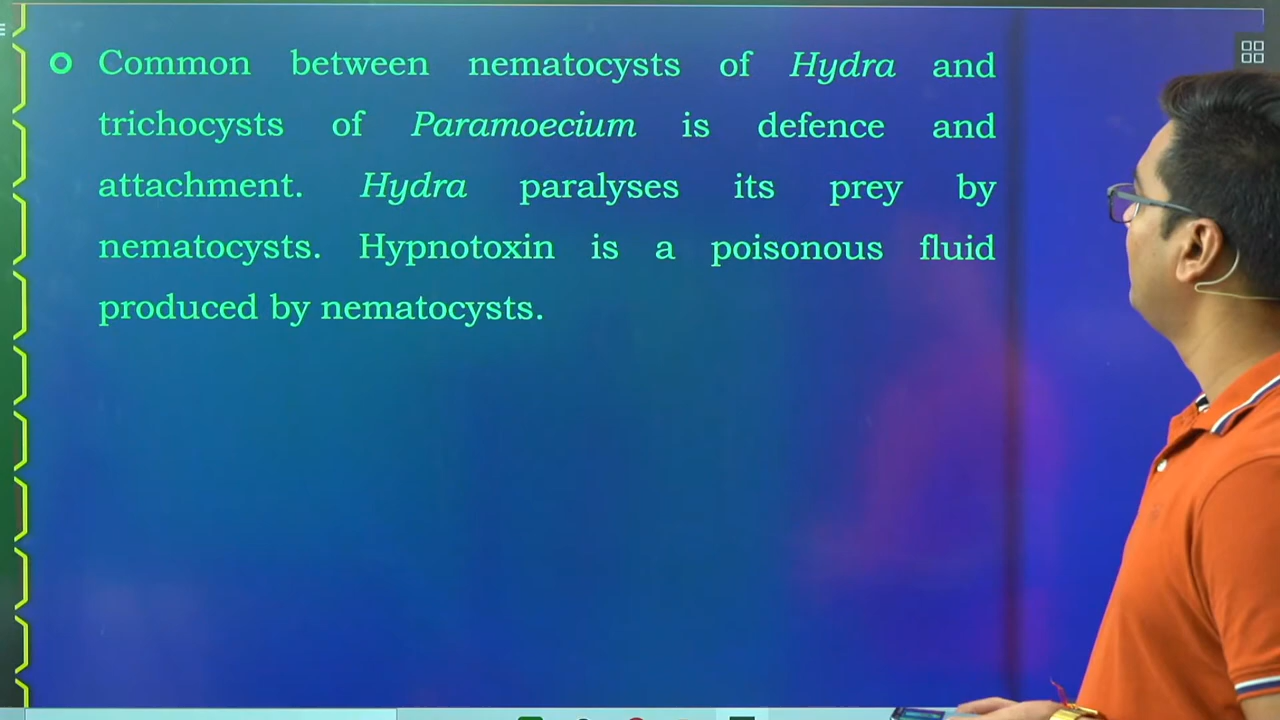 Common between nematocysts of Hydra and
trichocysts of Paramoecium is defence and
attachment. Hydra paralyses its prey by
nematocysts. Hypnotoxin is a poisonous fluid
produced by nematocysts.